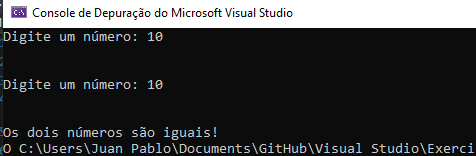 Console de Depuração do Microsoft Visual Studio
Digite um número: 10
Digite um número: 10
Os dois números são iguais!
O C:\Users\Juan Pablo\Documents\GitHub\Visual Studio\Exerci